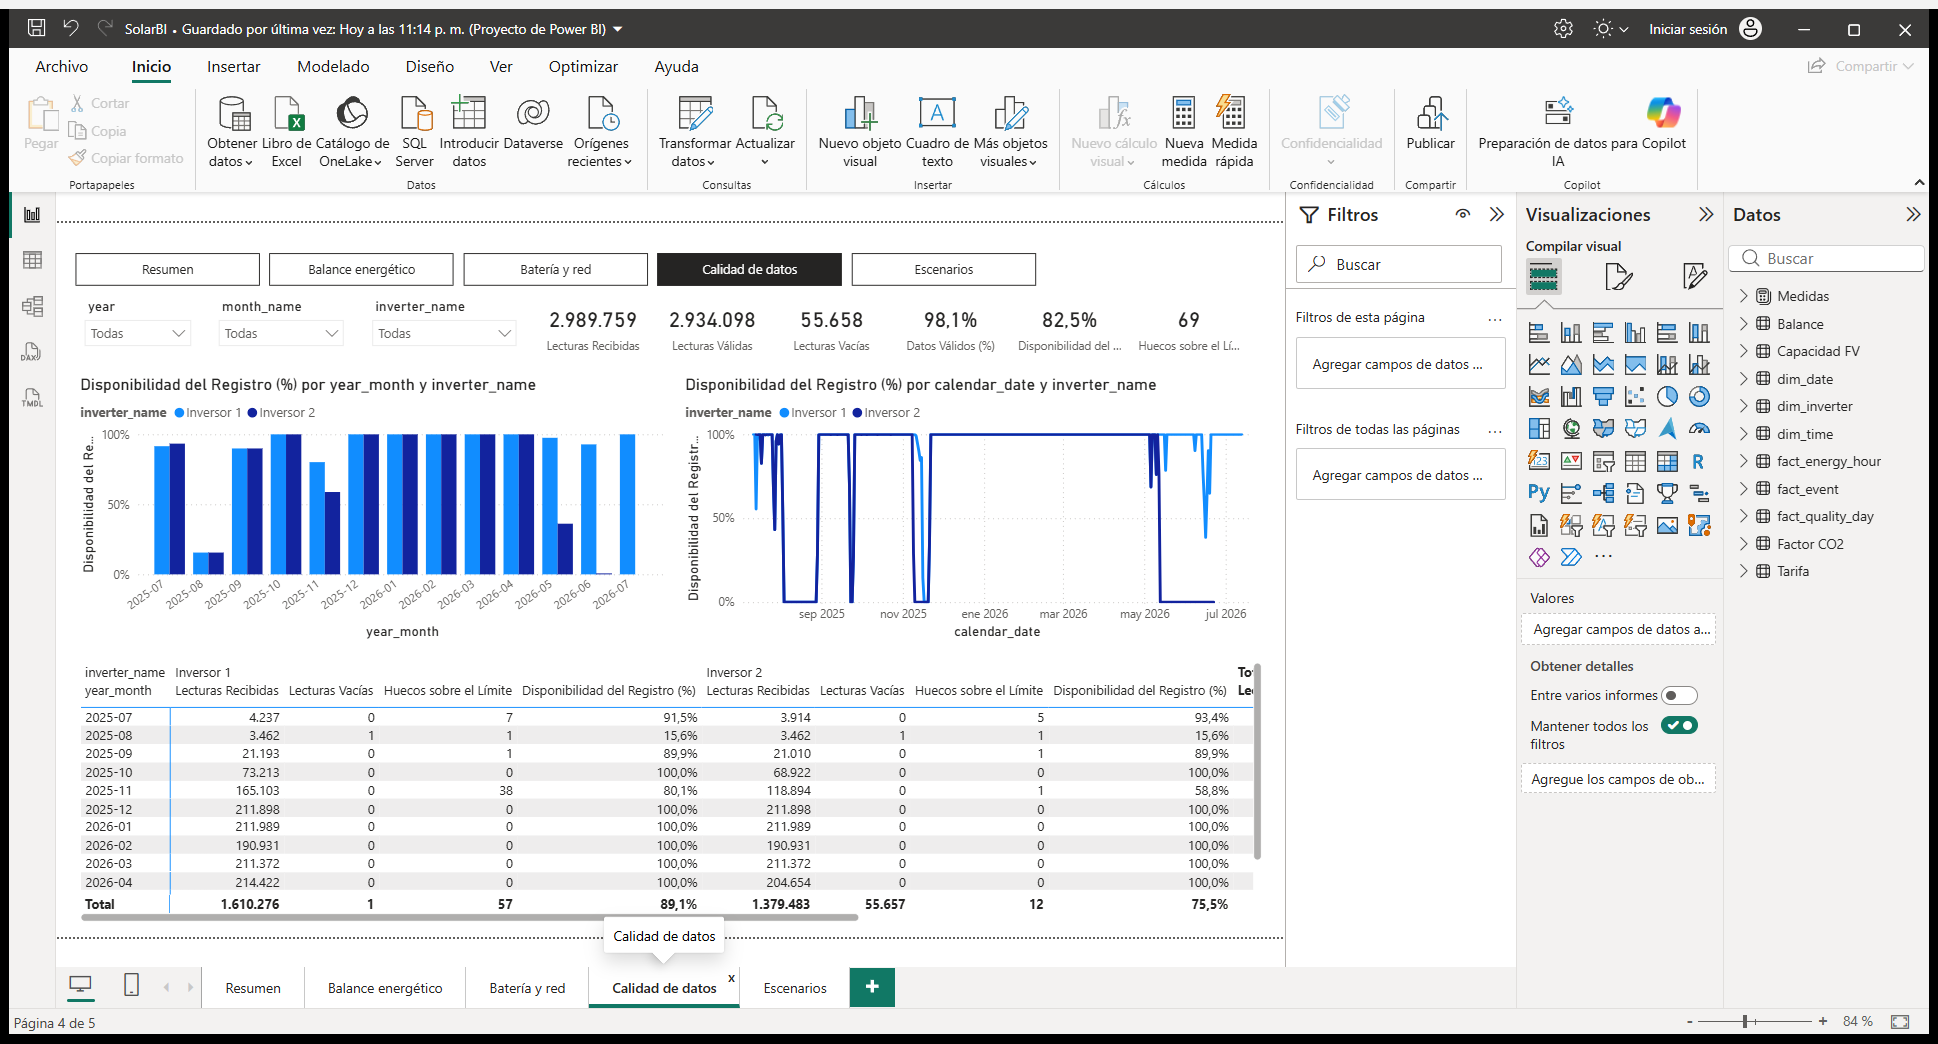 SolarBI • Guardado por última vez: Hoy a las 11:14 p. m. (Proyecto de Power BI)
Iniciar sesión
Archivo Inicio Insertar Modelado Diseño Ver Optimizar Ayuda
Compartir
Pegar
Cortar
Copia
Copiar formato
Portapapeles
Obtener datos
Libro de Excel
Catálogo de OneLake
SQL Server
Introducir datos
Dataverse
Orígenes recientes
Datos
Transformar datos
Actualizar
Consultas
Nuevo objeto visual
Cuadro de texto
Más objetos visuales
Insertar
Nuevo cálculo visual
Nueva medida
Medida rápida
Cálculos
Confidencialidad
Confidencialidad
Publicar
Compartir
Preparación de datos para IA
Copilot
Copilot
DAX
TMDL
Resumen
Balance energético
Batería y red
Calidad de datos
Escenarios
year
Todas
month_name
Todas
inverter_name
Todas
2.989.759
Lecturas Recibidas
2.934.098
Lecturas Válidas
55.658
Lecturas Vacías
98,1%
Datos Válidos (%)
82,5%
Disponibilidad del ...
69
Huecos sobre el Lí...
Disponibilidad del Registro (%) por year_month y inverter_name
inverter_name Inversor 1 Inversor 2
Disponibilidad del Re...
100%
50%
0%
2025-07 2025-08 2025-09 2025-10 2025-11 2025-12 2026-01 2026-02 2026-03 2026-04 2026-05 2026-06 2026-07
year_month
Disponibilidad del Registro (%) por calendar_date y inverter_name
inverter_name Inversor 1 Inversor 2
Disponibilidad del Registr...
100%
50%
0%
sep 2025 nov 2025 ene 2026 mar 2026 may 2026 jul 2026
calendar_date
inverter_name Inversor 1 Inversor 2 Tot
year_month Lecturas Recibidas Lecturas Vacías Huecos sobre el Límite Disponibilidad del Registro (%) Lecturas Recibidas Lecturas Vacías Huecos sobre el Límite Disponibilidad del Registro (%) Lec
2025-07 4.237 0 7 91,5% 3.914 0 5 93,4%
2025-08 3.462 1 1 15,6% 3.462 1 1 15,6%
2025-09 21.193 0 1 89,9% 21.010 0 1 89,9%
2025-10 73.213 0 0 100,0% 68.922 0 0 100,0%
2025-11 165.103 0 38 80,1% 118.894 0 1 58,8%
2025-12 211.898 0 0 100,0% 211.898 0 0 100,0%
2026-01 211.989 0 0 100,0% 211.989 0 0 100,0%
2026-02 190.931 0 0 100,0% 190.931 0 0 100,0%
2026-03 211.372 0 0 100,0% 211.372 0 0 100,0%
2026-04 214.422 0 0 100,0% 204.654 0 0 100,0%
Total 1.610.276 1 57 89,1% 1.379.483 55.657 12 75,5%
Calidad de datos
Filtros
Buscar
Filtros de esta página ...
Agregar campos de datos ...
Filtros de todas las páginas ...
Agregar campos de datos ...
Visualizaciones
Compilar visual
123
R
Py
...
Valores
Agregar campos de datos a...
Obtener detalles
Entre varios informes
Mantener todos los filtros
Agregue los campos de ob...
Datos
Buscar
Medidas
Balance
Capacidad FV
dim_date
dim_inverter
dim_time
fact_energy_hour
fact_event
fact_quality_day
Factor CO2
Tarifa
Resumen Balance energético Batería y red Calidad de datos x Escenarios +
Página 4 de 5
- + 84 %